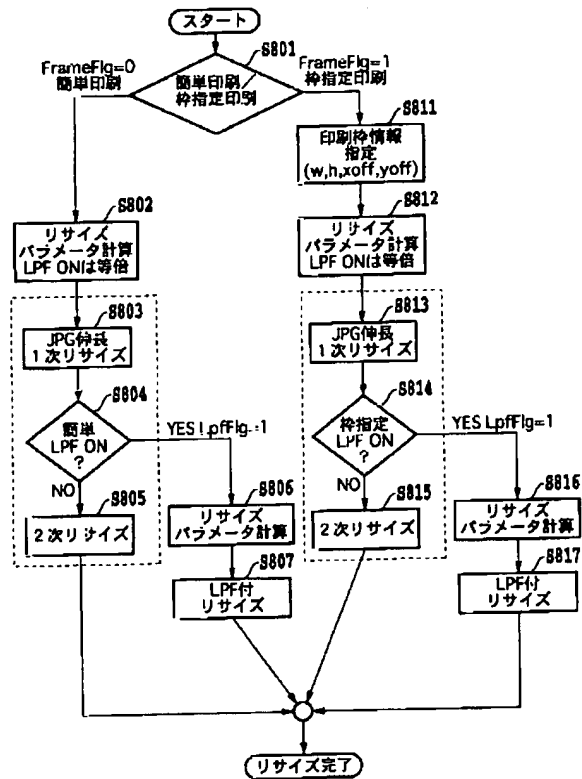 スタート
S801
FrameFlg=0
簡単印刷
簡単印刷
枠指定印刷
FrameFlg=1
枠指定印刷
S811
印刷枠情報
指定
(w,h,xoff,yoff)
S802
リサイズ
パラメータ計算
LPF ONは等倍
S812
リサイズ
パラメータ計算
LPF ONは等倍
S803
JPG伸長
1次リサイズ
S813
JPG伸長
1次リサイズ
S804
簡単
LPF ON
?
YES LpfFlg=1
NO
S814
枠指定
LPF ON
?
YES LpfFlg=1
NO
S805
2次リサイズ
S806
リサイズ
パラメータ計算
S815
2次リサイズ
S816
リサイズ
パラメータ計算
S807
LPF付
リサイズ
S817
LPF付
リサイズ
リサイズ完了